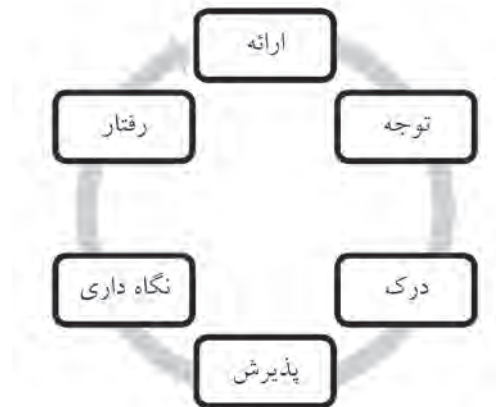 ارائه
توجه
درک
پذیرش
نگاه داری
رفتار